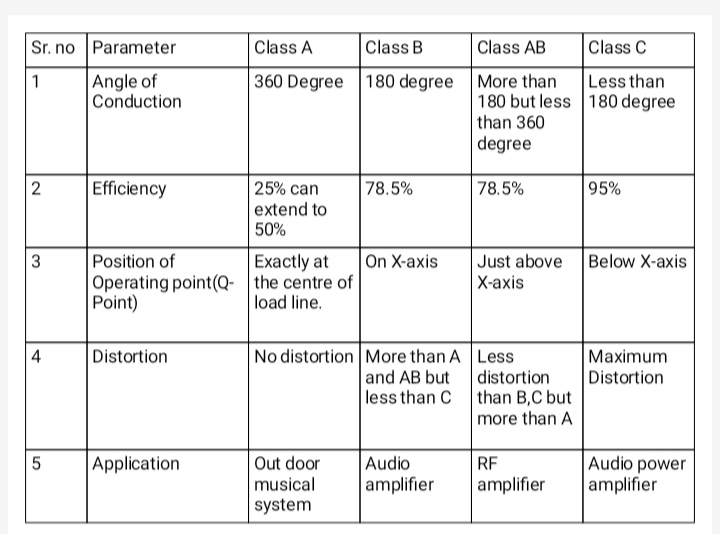 Sr. no Parameter Class A Class B Class AB Class C
1 Angle of 360 Degree 180 degree More than Less than
Conduction 180 but less 180 degree
than 360
degree
2 Efficiency 25% can 78.5% 78.5% 95%
extend to
50%
3 Position of Exactly at On X-axis Just above Below X-axis
Operating point(Q- the centre of X-axis
Point) load line.
4 Distortion No distortion More than A Less Maximum
and AB but distortion Distortion
less than C than B,C but
more than A
5 Application Out door Audio RF Audio power
musical amplifier amplifier amplifier
system